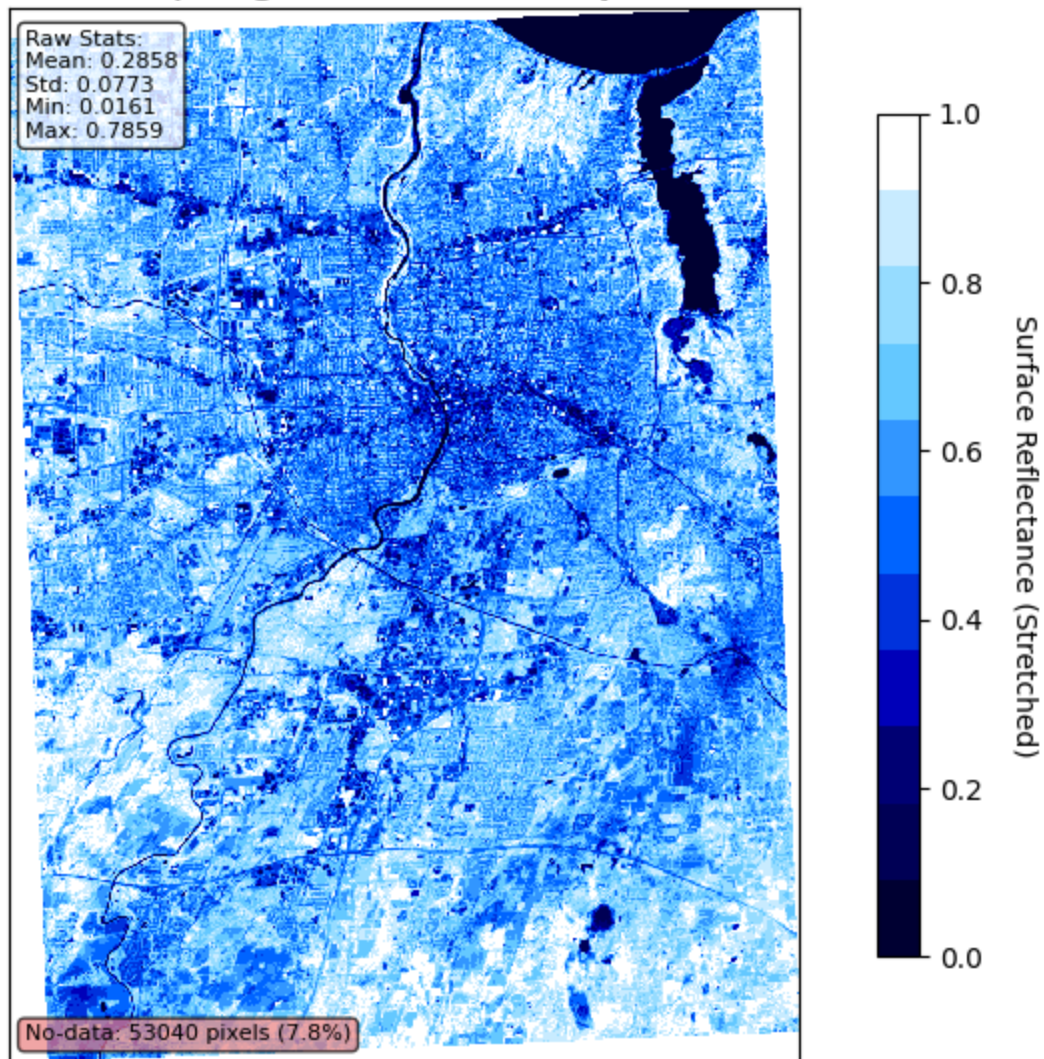 Raw Stats:
Mean: 0.2858
Std: 0.0773
Min: 0.0161
Max: 0.7859
1.0
0.8
0.6
0.4
0.2
0.0
Surface Reflectance (Stretched)
No-data: 53040 pixels (7.8%)